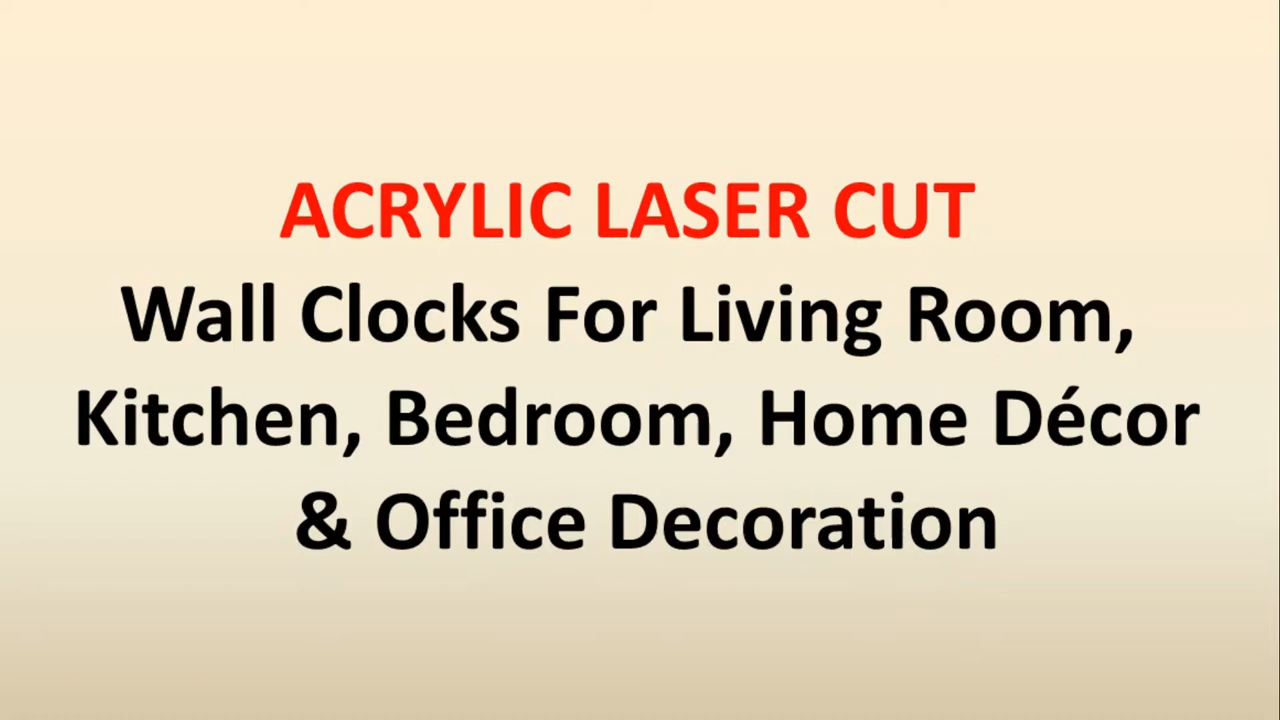 ACRYLIC LASER CUT
Wall Clocks For Living Room,
Kitchen, Bedroom, Home Décor
& Office Decoration